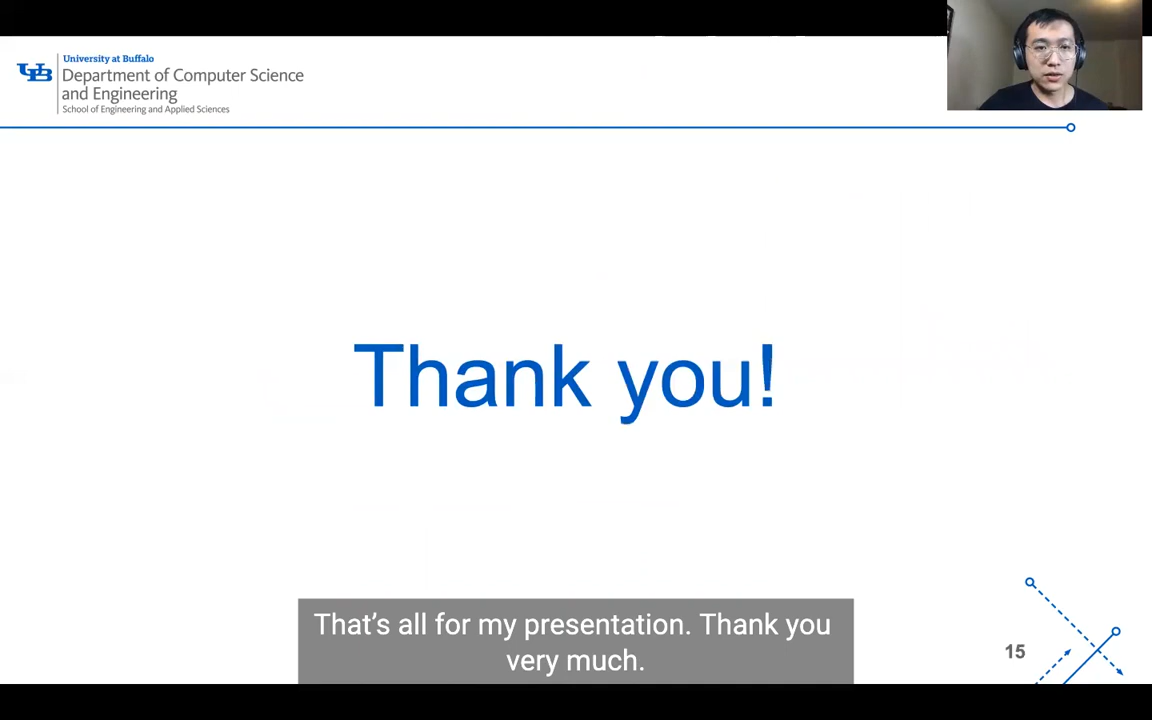 University at Buffalo
Department of Computer Science
and Engineering
School of Engineering and Applied Sciences
Thank you!
That's all for my presentation. Thank you
very much.
15